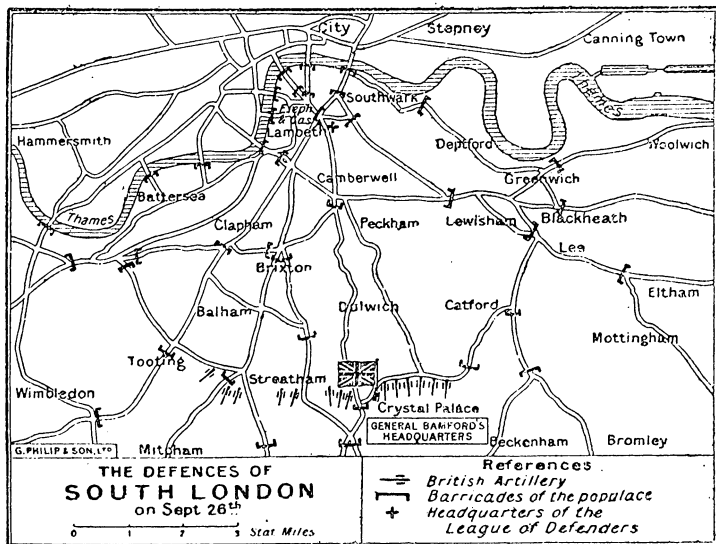 City
Stepney
Canning Town
Southwark
Eleph
& Cas
Lambeth
Thames
Hammersmith
Deptford
Woolwich
Greenwich
Camberwell
Battersea
Thames
Clapham
Peckham
Lewisham
Blackheath
Lee
Brixton
Eltham
Balham
Dulwich
Catford
Mottingham
Tooting
Streatham
Wimbledon
Crystal Palace
GENERAL BAMFORD'S
HEADQUARTERS
Mitcham
Beckenham
Bromley
G. PHILIP & SON, LTD
THE DEFENCES OF
SOUTH LONDON
on Sept 26th
0 1 2 3 Stat Miles
References
British Artillery
Barricades of the populace
Headquarters of the
League of Defenders